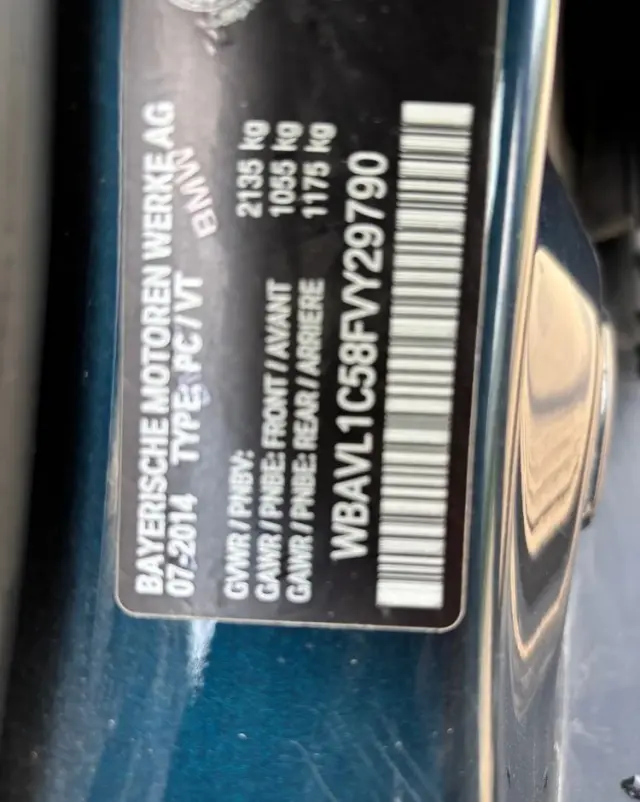 BAYERISCHE MOTOREN WERKE AG
07-2014 TYPE: PC / VT
BMW
GVWR / PNBV: 2135 kg
GAWR / PNBE: FRONT / AVANT 1055 kg
GAWR / PNBE: REAR / ARRIERE 1175 kg
WBAVL1C58FVY29790